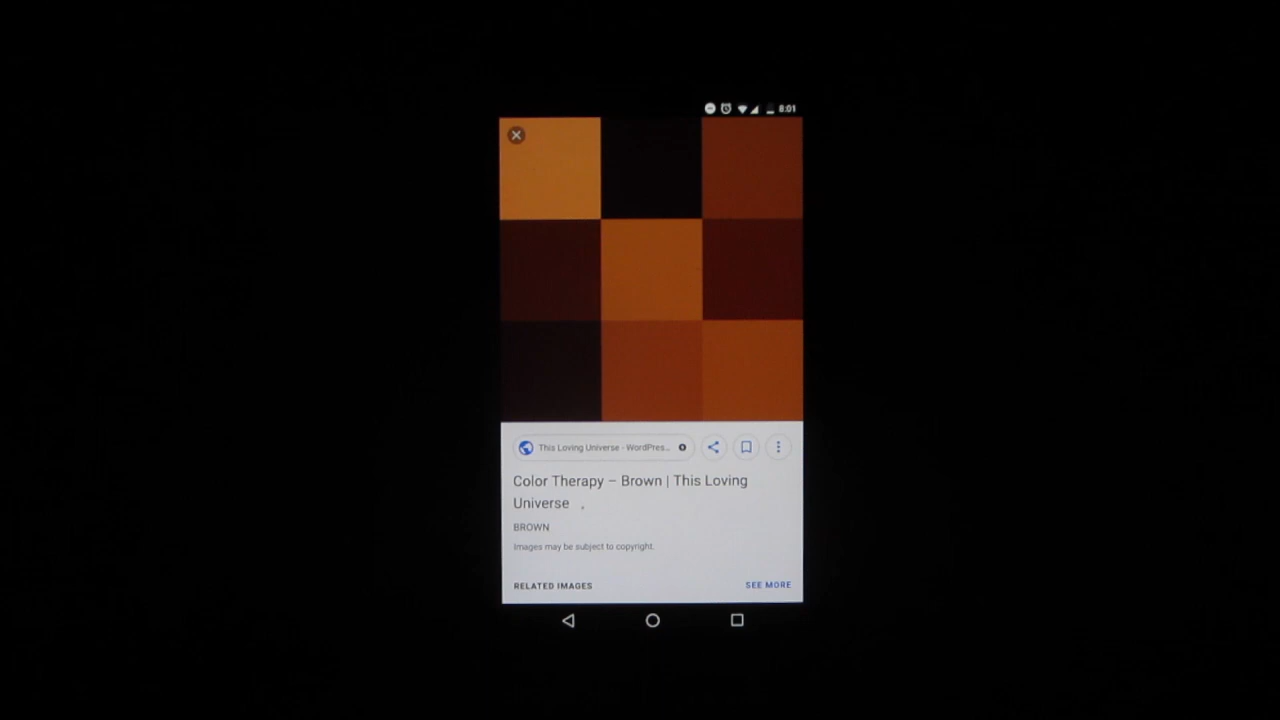 8:01
This Loving Universe - WordPres...
Color Therapy – Brown | This Loving
Universe
BROWN
Images may be subject to copyright.
RELATED IMAGES
SEE MORE